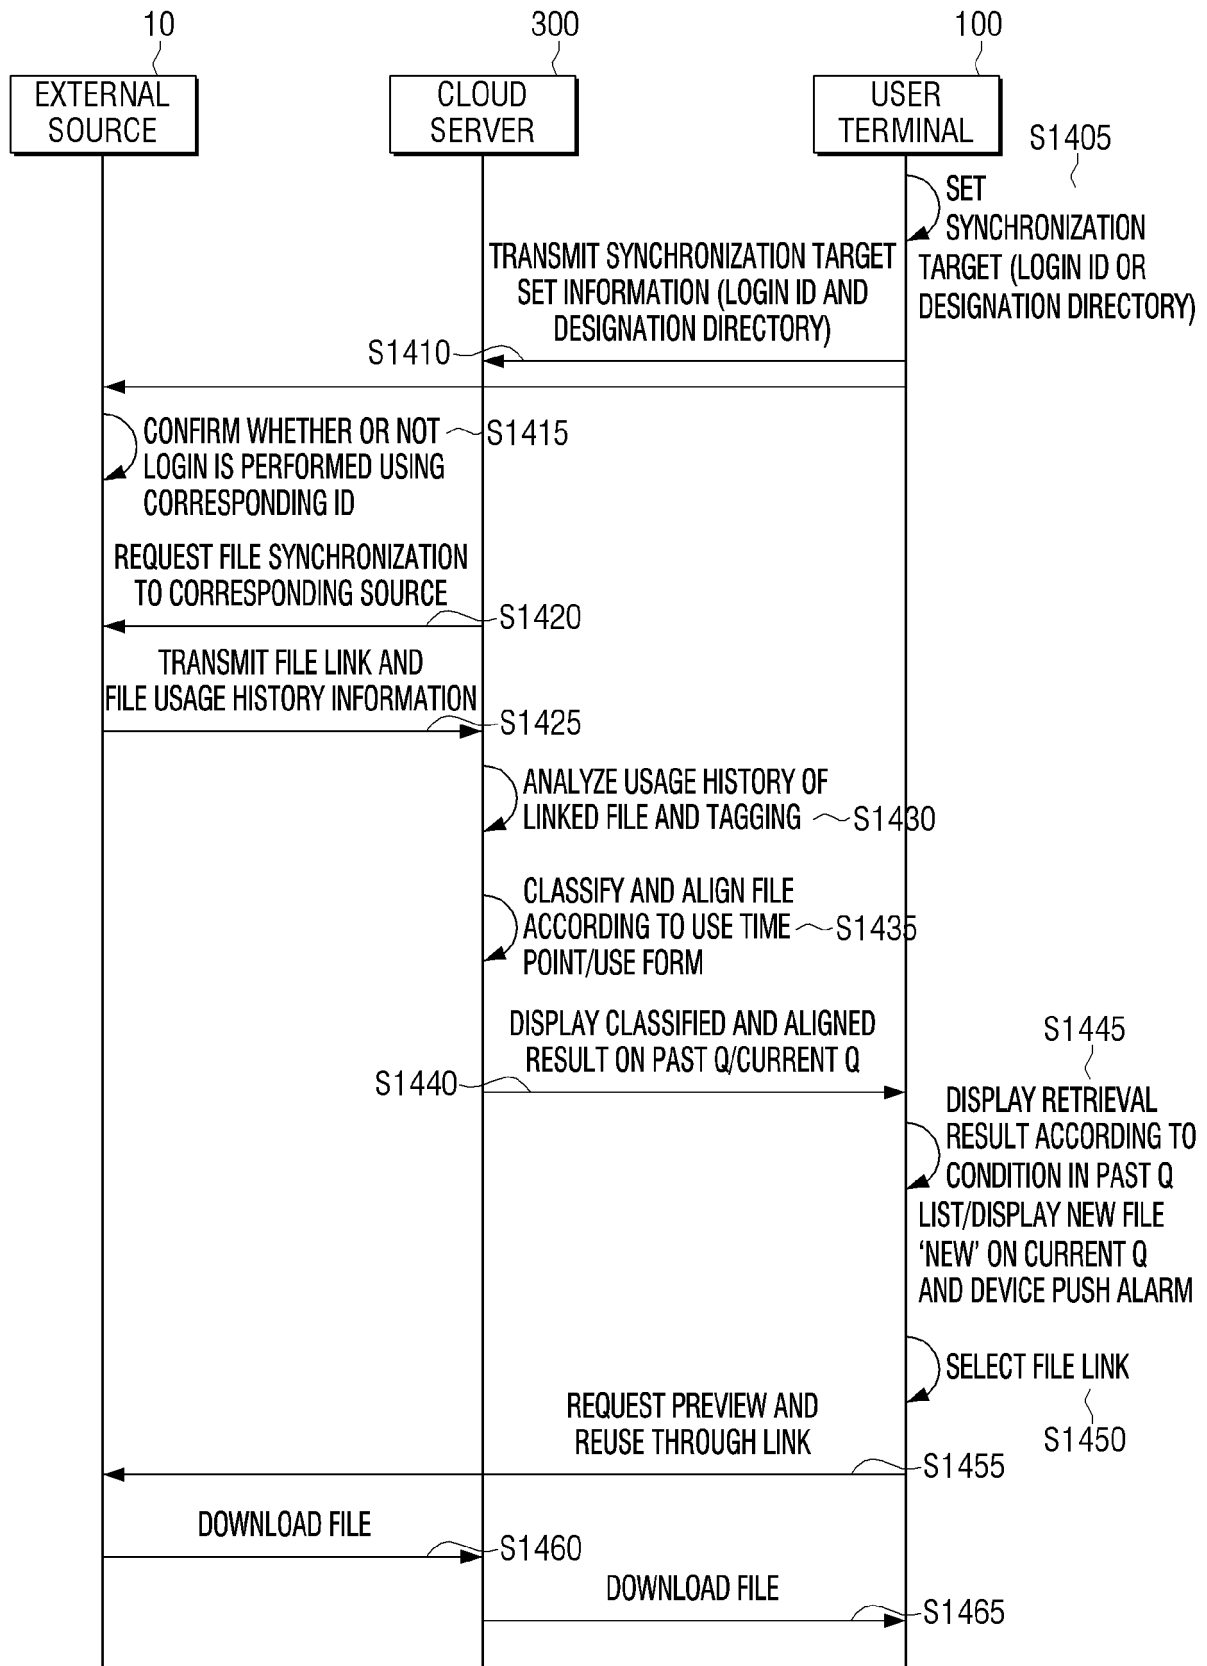 10
300
100
EXTERNAL
SOURCE
CLOUD
SERVER
USER
TERMINAL
S1405
SET
SYNCHRONIZATION
TARGET (LOGIN ID OR
DESIGNATION DIRECTORY)
TRANSMIT SYNCHRONIZATION TARGET
SET INFORMATION (LOGIN ID AND
DESIGNATION DIRECTORY)
S1410
CONFIRM WHETHER OR NOT
LOGIN IS PERFORMED USING
CORRESPONDING ID
S1415
REQUEST FILE SYNCHRONIZATION
TO CORRESPONDING SOURCE
S1420
TRANSMIT FILE LINK AND
FILE USAGE HISTORY INFORMATION
S1425
ANALYZE USAGE HISTORY OF
LINKED FILE AND TAGGING
S1430
CLASSIFY AND ALIGN FILE
ACCORDING TO USE TIME
POINT/USE FORM
S1435
DISPLAY CLASSIFIED AND ALIGNED
RESULT ON PAST Q/CURRENT Q
S1440
S1445
DISPLAY RETRIEVAL
RESULT ACCORDING TO
CONDITION IN PAST Q
LIST/DISPLAY NEW FILE
‘NEW’ ON CURRENT Q
AND DEVICE PUSH ALARM
SELECT FILE LINK
S1450
REQUEST PREVIEW AND
REUSE THROUGH LINK
S1455
DOWNLOAD FILE
S1460
DOWNLOAD FILE
S1465